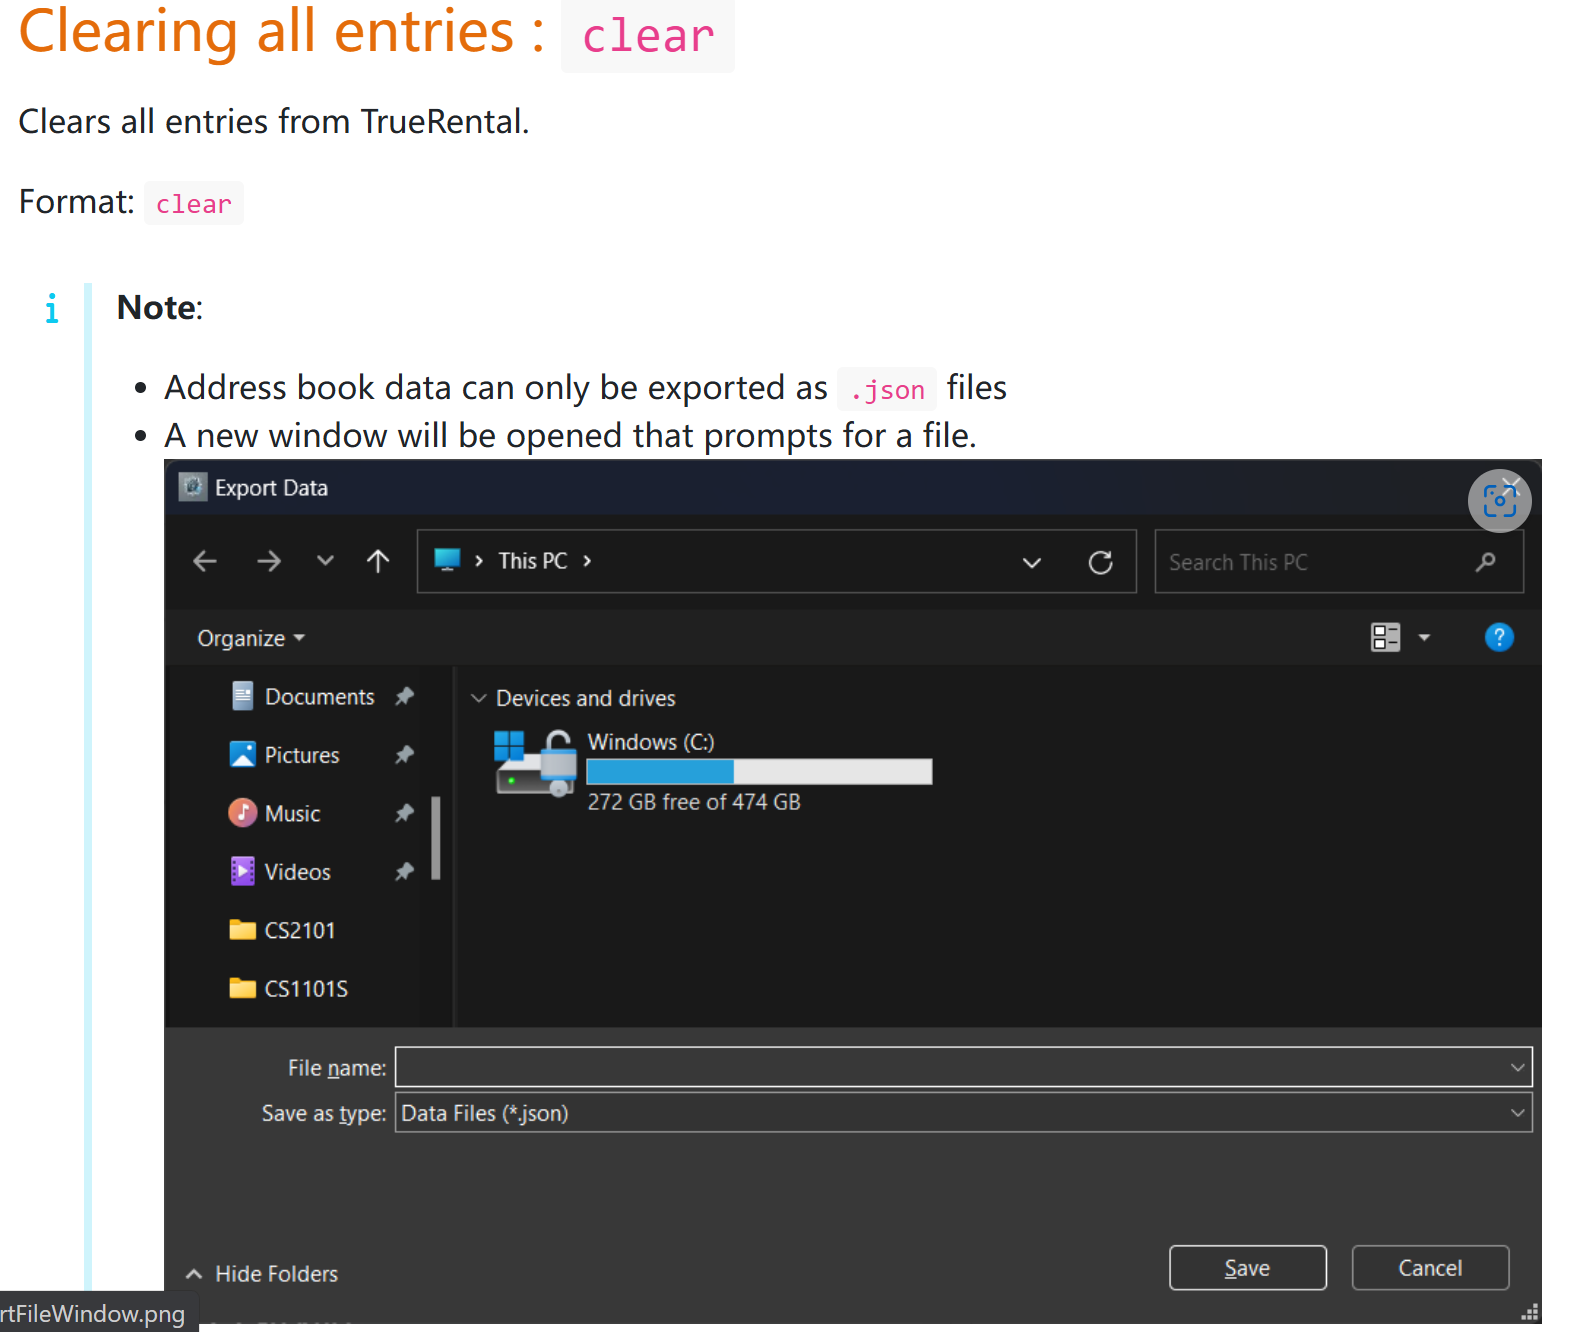 Clearing all entries : clear
Clears all entries from TrueRental.
Format: clear
i
Note:
• Address book data can only be exported as .json files
• A new window will be opened that prompts for a file.
Export Data
This PC
Search This PC
Organize
?
Documents
Pictures
Music
Videos
CS2101
CS1101S
Devices and drives
Windows (C:)
272 GB free of 474 GB
File name:
Save as type: Data Files (*.json)
Hide Folders
Save
Cancel
rtFileWindow.png